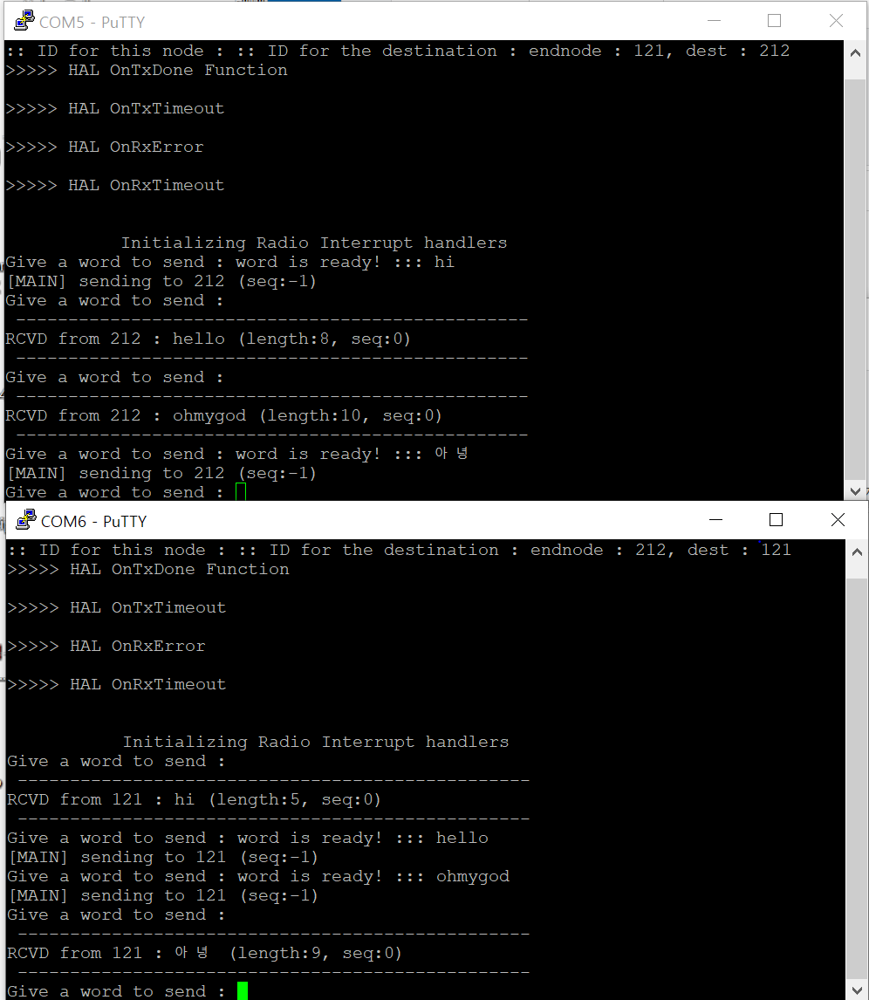 COM5 - PuTTY
:: ID for this node : :: ID for the destination : endnode : 121, dest : 212
>>>>> HAL OnTxDone Function
>>>>> HAL OnTxTimeout
>>>>> HAL OnRxError
>>>>> HAL OnRxTimeout
Initializing Radio Interrupt handlers
Give a word to send : word is ready! ::: hi
[MAIN] sending to 212 (seq:-1)
Give a word to send :
-------------------------------------------------
RCVD from 212 : hello (length:8, seq:0)
-------------------------------------------------
Give a word to send :
-------------------------------------------------
RCVD from 212 : ohmygod (length:10, seq:0)
-------------------------------------------------
Give a word to send : word is ready! ::: 아녕
[MAIN] sending to 212 (seq:-1)
Give a word to send :
COM6 - PuTTY
:: ID for this node : :: ID for the destination : endnode : 212, dest : 121
>>>>> HAL OnTxDone Function
>>>>> HAL OnTxTimeout
>>>>> HAL OnRxError
>>>>> HAL OnRxTimeout
Initializing Radio Interrupt handlers
Give a word to send :
-------------------------------------------------
RCVD from 121 : hi (length:5, seq:0)
-------------------------------------------------
Give a word to send : word is ready! ::: hello
[MAIN] sending to 121 (seq:-1)
Give a word to send : word is ready! ::: ohmygod
[MAIN] sending to 121 (seq:-1)
Give a word to send :
-------------------------------------------------
RCVD from 121 : 아녕 (length:9, seq:0)
-------------------------------------------------
Give a word to send :